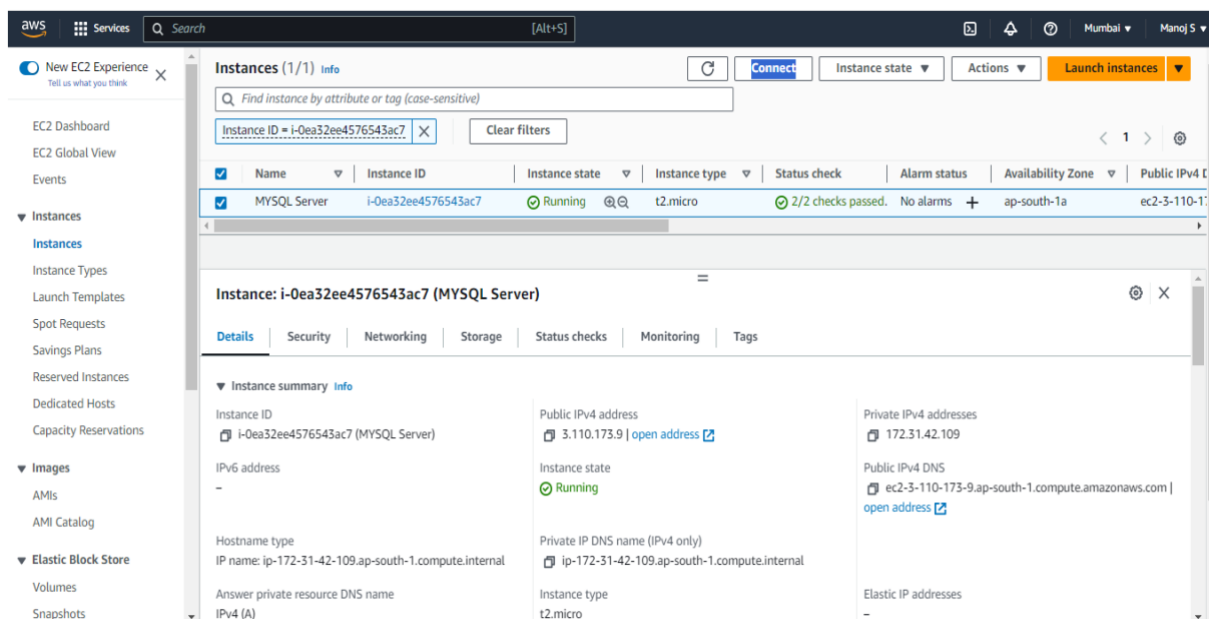 aws Services Search [Alt+S] Mumbai Manoj S
New EC2 Experience
Tell us what you think
EC2 Dashboard
EC2 Global View
Events
Instances
Instances
Instance Types
Launch Templates
Spot Requests
Savings Plans
Reserved Instances
Dedicated Hosts
Capacity Reservations
Images
AMIs
AMI Catalog
Elastic Block Store
Volumes
Snapshots
Instances (1/1) Info Connect Instance state Actions Launch instances
Find instance by attribute or tag (case-sensitive)
Instance ID = i-0ea32ee4576543ac7 Clear filters
1
Name Instance ID Instance state Instance type Status check Alarm status Availability Zone Public IPv4 D
MYSQL Server i-0ea32ee4576543ac7 Running t2.micro 2/2 checks passed. No alarms + ap-south-1a ec2-3-110-17
Instance: i-0ea32ee4576543ac7 (MYSQL Server)
Details Security Networking Storage Status checks Monitoring Tags
Instance summary Info
Instance ID
i-0ea32ee4576543ac7 (MYSQL Server)
Public IPv4 address
3.110.173.9 | open address
Private IPv4 addresses
172.31.42.109
IPv6 address
–
Instance state
Running
Public IPv4 DNS
ec2-3-110-173-9.ap-south-1.compute.amazonaws.com |
open address
Hostname type
IP name: ip-172-31-42-109.ap-south-1.compute.internal
Private IP DNS name (IPv4 only)
ip-172-31-42-109.ap-south-1.compute.internal
Answer private resource DNS name
IPv4 (A)
Instance type
t2.micro
Elastic IP addresses
–